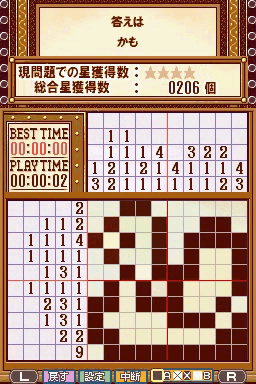 答えは
かも
現問題での星獲得数：★★★★
総合星獲得数：0206 個
BEST TIME
00:00:00
PLAY TIME
00:00:02
1 1
1 1 1 4 3 2 2
1 2 1 2 1 4 1 2 4 4
3 2 1 1 1 1 1 1 2 3
2
1 1 2
1 1 1 4
1 1 1 1
1 3 1
1 1 1 1
2 3 1
2 3 1
2 2
9
L 戻す 設定 中断 A X X B R